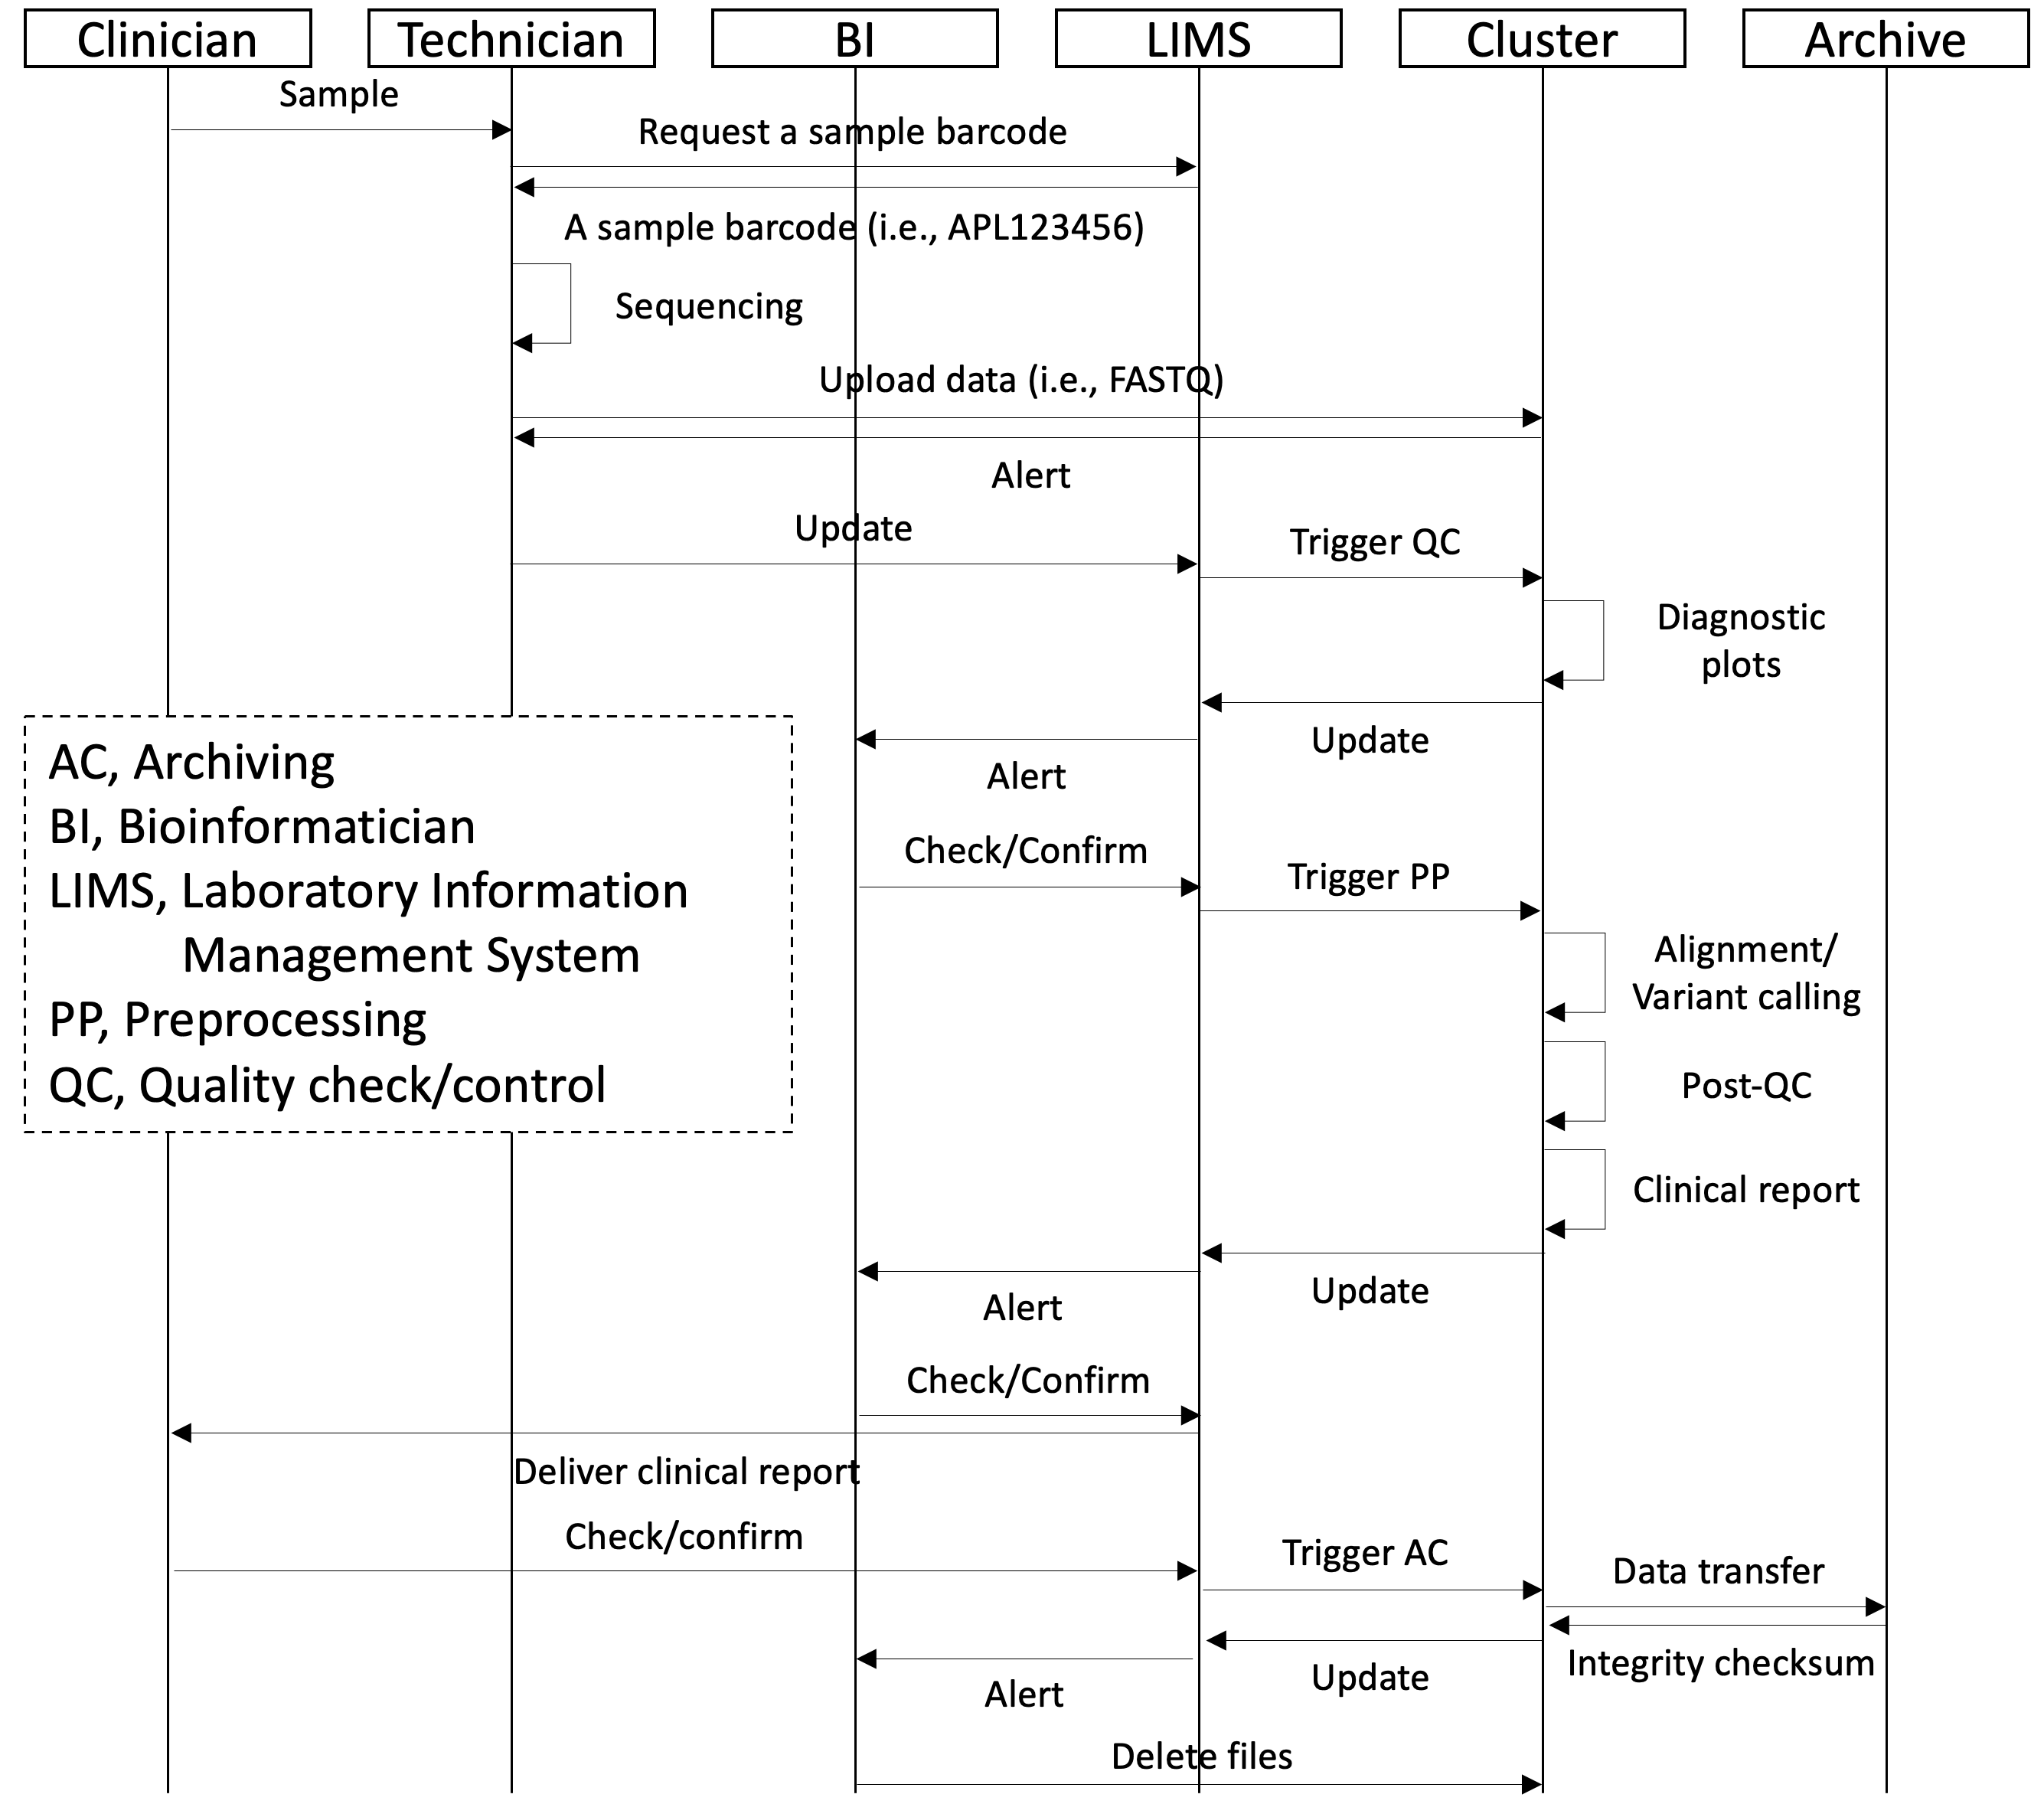 Clinician
Technician
BI
LIMS
Cluster
Archive
Sample
Request a sample barcode
A sample barcode (i.e., APL123456)
Sequencing
Upload data (i.e., FASTQ)
Alert
Update
Trigger QC
Diagnostic
plots
Update
Alert
AC, Archiving
BI, Bioinformatician
LIMS, Laboratory Information
Management System
PP, Preprocessing
QC, Quality check/control
Check/Confirm
Trigger PP
Alignment/
Variant calling
Post-QC
Clinical report
Update
Alert
Check/Confirm
Deliver clinical report
Check/confirm
Trigger AC
Data transfer
Integrity checksum
Update
Alert
Delete files